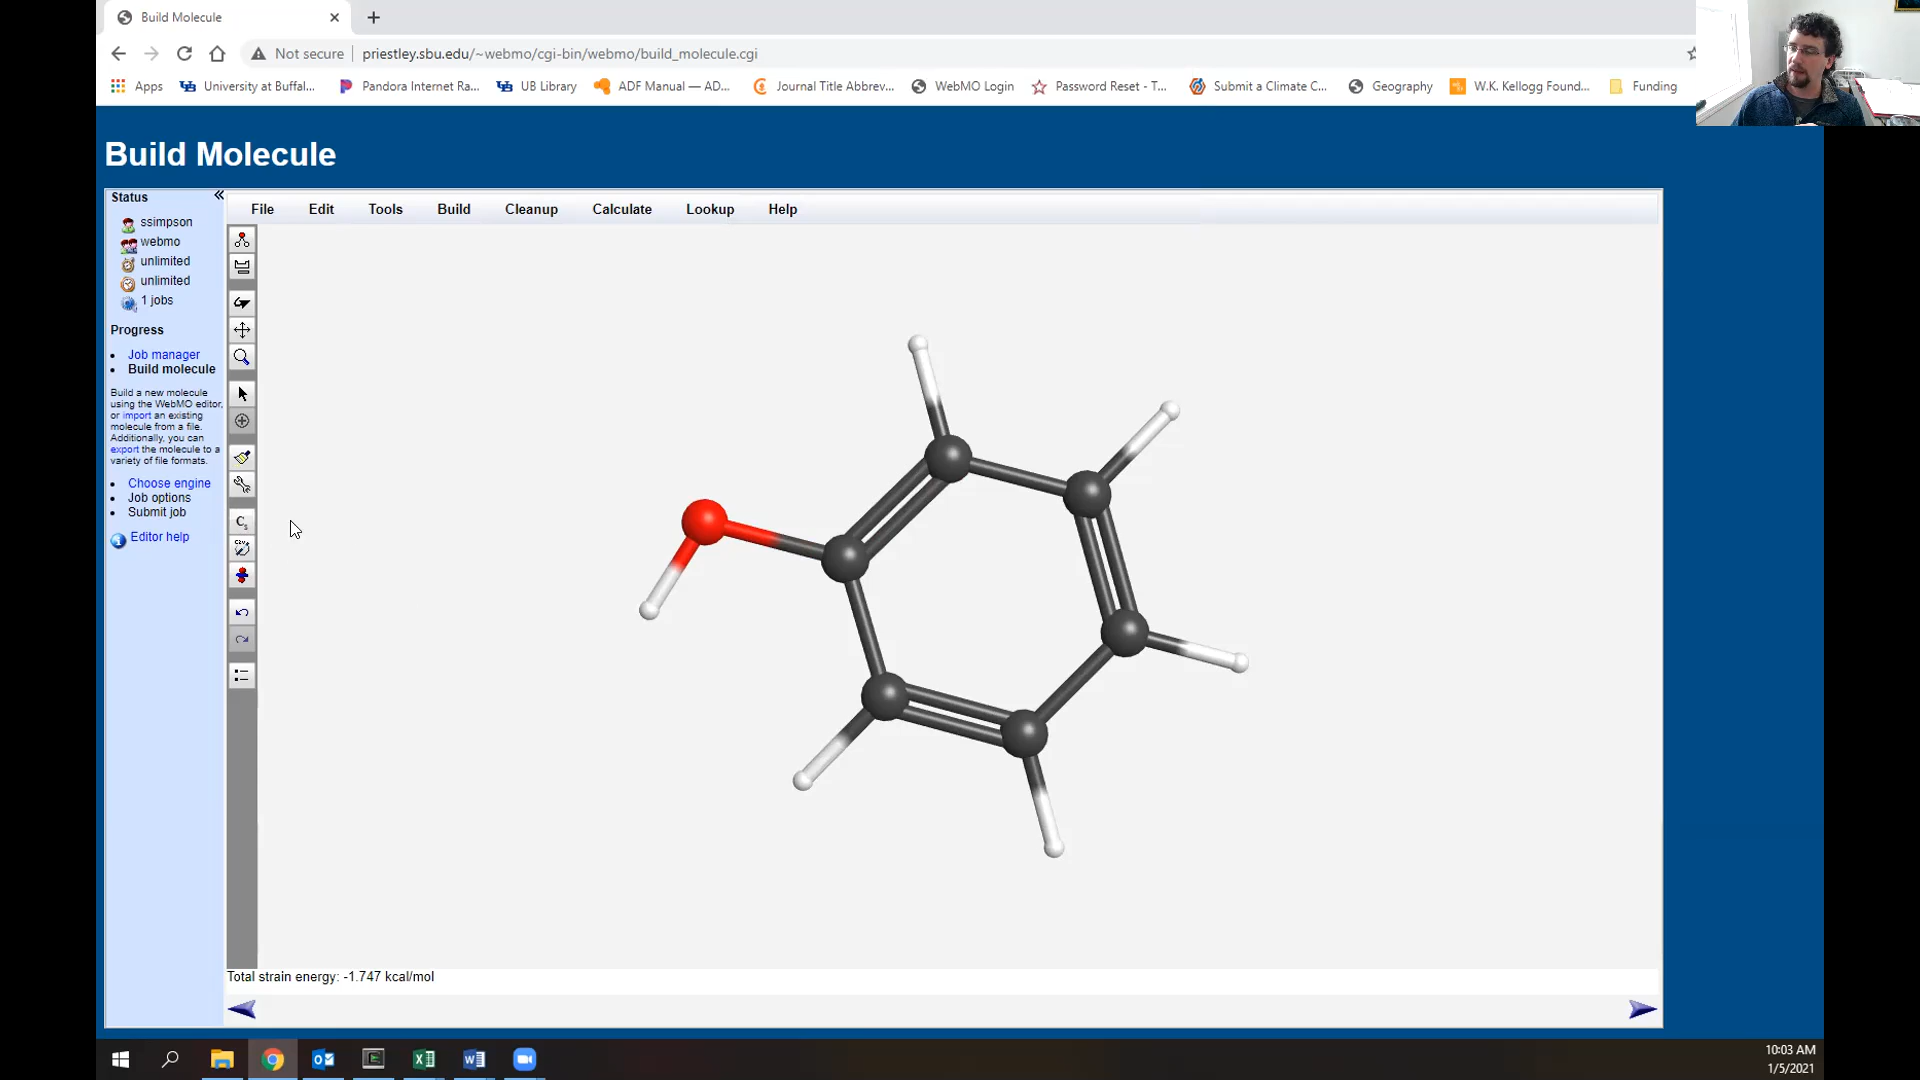 Build Molecule
Not secure
priestley.sbu.edu/~webmo/cgi-bin/webmo/build_molecule.cgi
Apps
University at Buffal...
Pandora Internet Ra...
UB Library
ADF Manual — AD...
Journal Title Abbrev...
WebMO Login
Password Reset - T...
Submit a Climate C...
Geography
W.K. Kellogg Found...
Funding
Build Molecule
Status
ssimpson
webmo
unlimited
unlimited
1 jobs
Progress
Job manager
Build molecule
Build a new molecule
using the WebMO editor,
or import an existing
molecule from a file.
Additionally, you can
export the molecule to a
variety of file formats.
Choose engine
Job options
Submit job
Editor help
File
Edit
Tools
Build
Cleanup
Calculate
Lookup
Help
Cs
Total strain energy: -1.747 kcal/mol
10:03 AM
1/5/2021